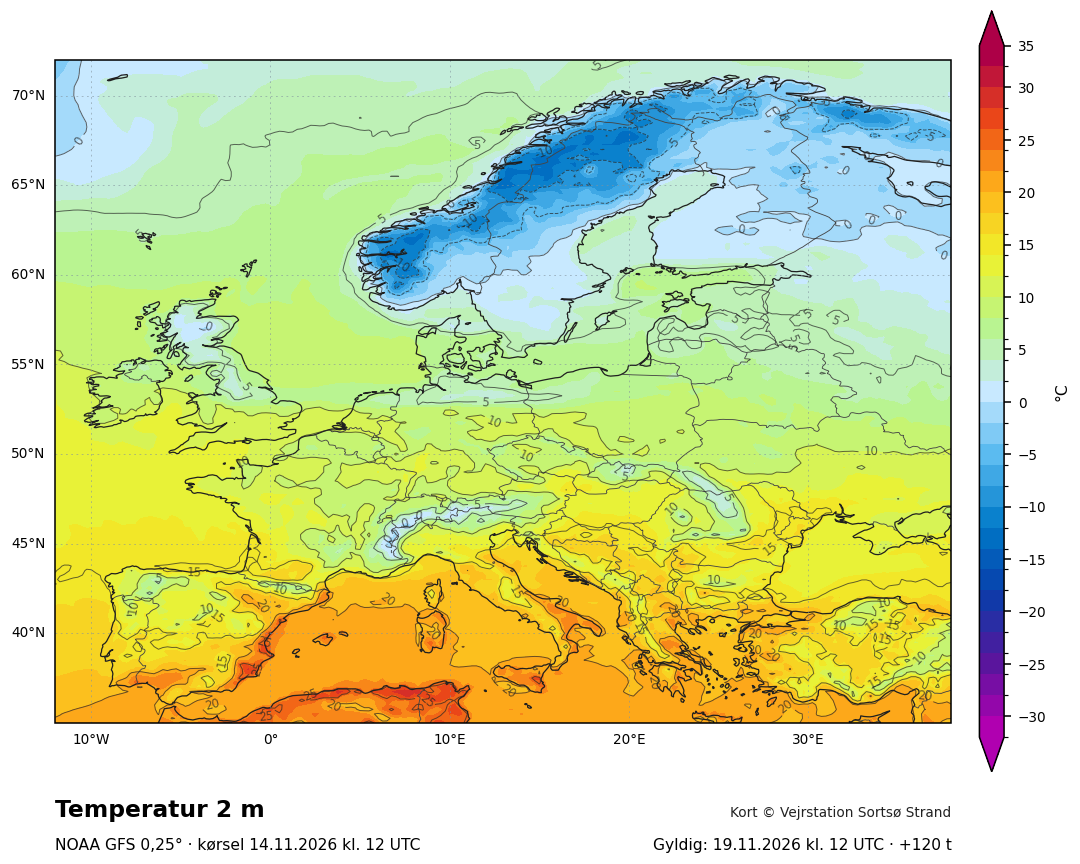 35
30
25
20
15
10
5
0
−5
−10
−15
−20
−25
−30
°C
70°N
65°N
60°N
55°N
50°N
45°N
40°N
10°W
0°
10°E
20°E
30°E
Temperatur 2 m
Kort © Vejrstation Sortsø Strand
NOAA GFS 0,25° · kørsel 14.11.2026 kl. 12 UTC
Gyldig: 19.11.2026 kl. 12 UTC · +120 t